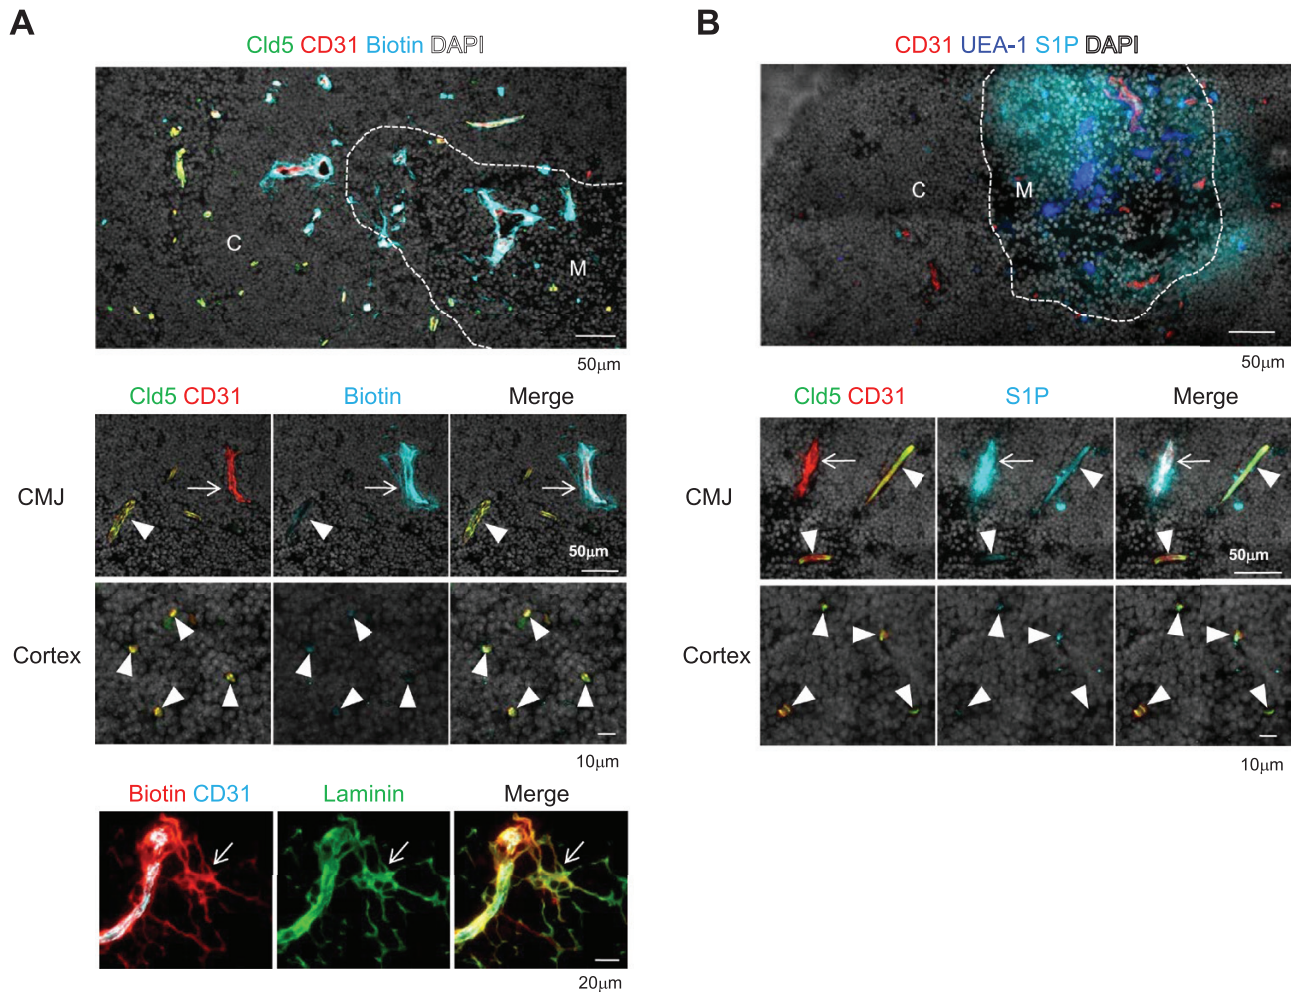 A
Cld5 CD31 Biotin DAPI
C
M
50μm
Cld5 CD31 Biotin Merge
CMJ
50μm
Cortex
10μm
Biotin CD31 Laminin Merge
20μm
B
CD31 UEA-1 S1P DAPI
C
M
50μm
Cld5 CD31 S1P Merge
CMJ
50μm
Cortex
10μm